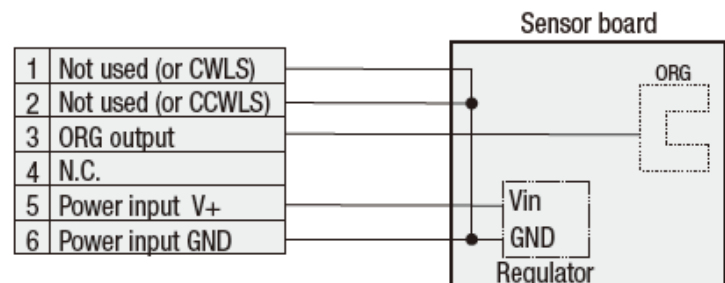 Sensor board
1 Not used (or CWLS)
ORG
2 Not used (or CCWLS)
3 ORG output
4 N.C.
5 Power input V+
Vin
6 Power input GND
GND
Regulator